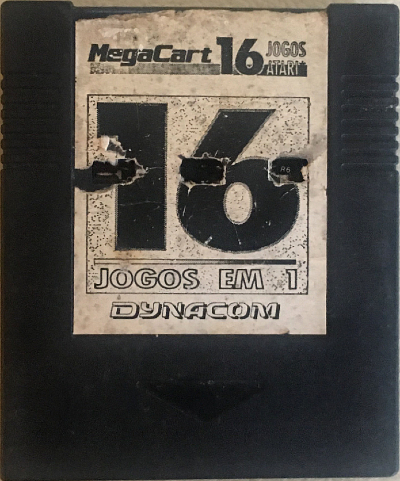 MegaCart 16 JOGOS ATARI
16
JOGOS EM 1
DYNACOM